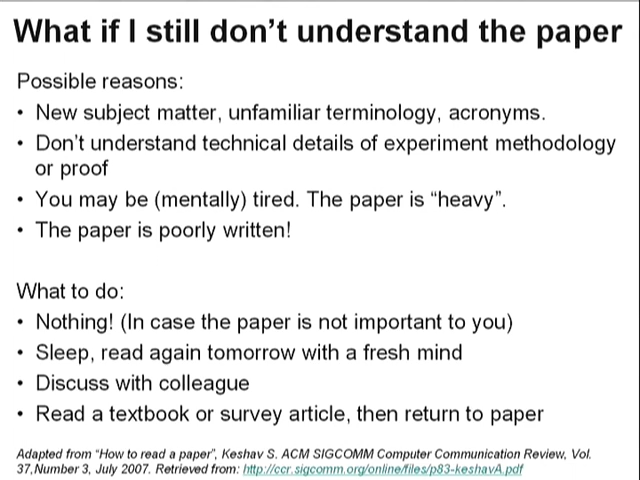 What if I still don't understand the paper
Possible reasons:
• New subject matter, unfamiliar terminology, acronyms.
• Don't understand technical details of experiment methodology
or proof
• You may be (mentally) tired. The paper is "heavy".
• The paper is poorly written!
What to do:
• Nothing! (In case the paper is not important to you)
• Sleep, read again tomorrow with a fresh mind
• Discuss with colleague
• Read a textbook or survey article, then return to paper
Adapted from "How to read a paper", Keshav S. ACM SIGCOMM Computer Communication Review, Vol.
37,Number 3, July 2007. Retrieved from: http://ccr.sigcomm.org/online/files/p83-keshavA.pdf